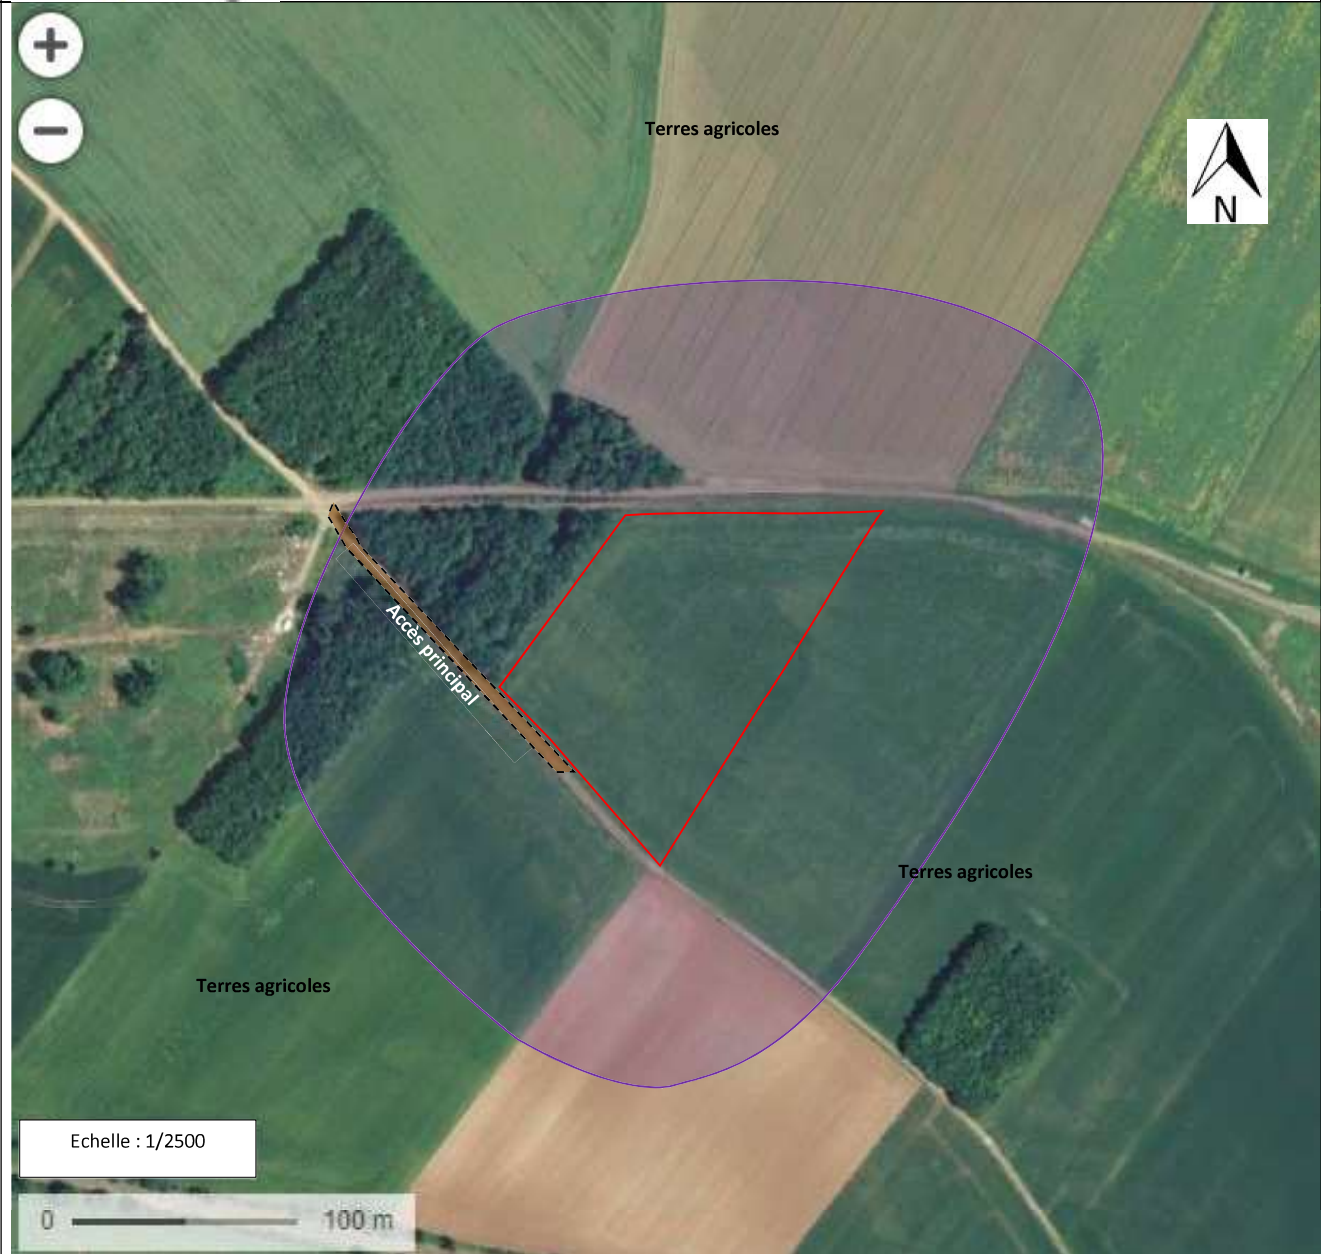 Terres agricoles
N
Accès principal
Terres agricoles
Terres agricoles
Echelle : 1/2500
0 100 m